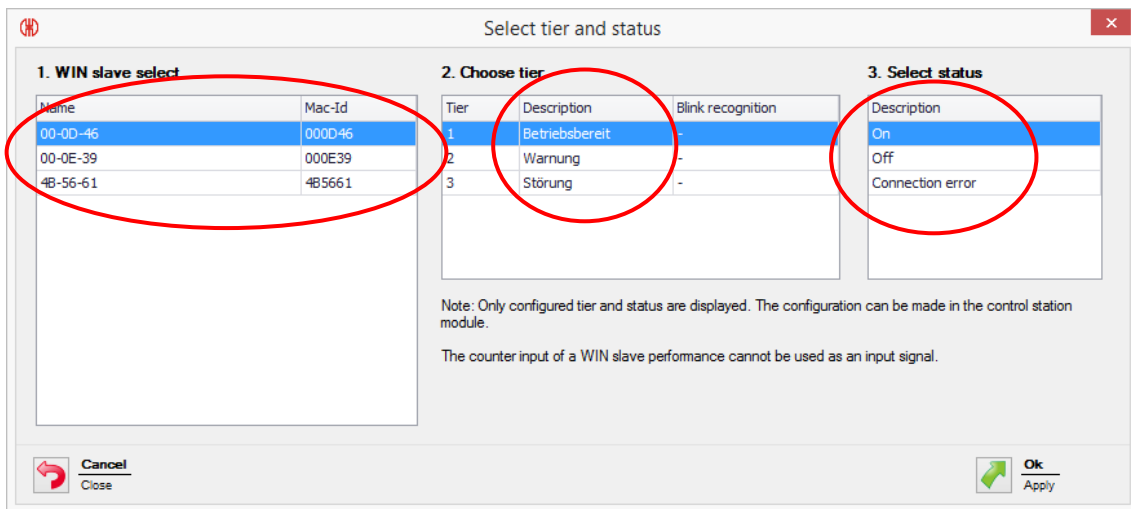 Select tier and status
1. WIN slave select
Name Mac-Id
00-0D-46 000D46
00-0E-39 000E39
4B-56-61 4B5661
2. Choose tier
Tier Description Blink recognition
1 Betriebsbereit -
2 Warnung -
3 Störung -
3. Select status
Description
On
Off
Connection error
Note: Only configured tier and status are displayed. The configuration can be made in the control station
module.
The counter input of a WIN slave performance cannot be used as an input signal.
Cancel
Close
Ok
Apply